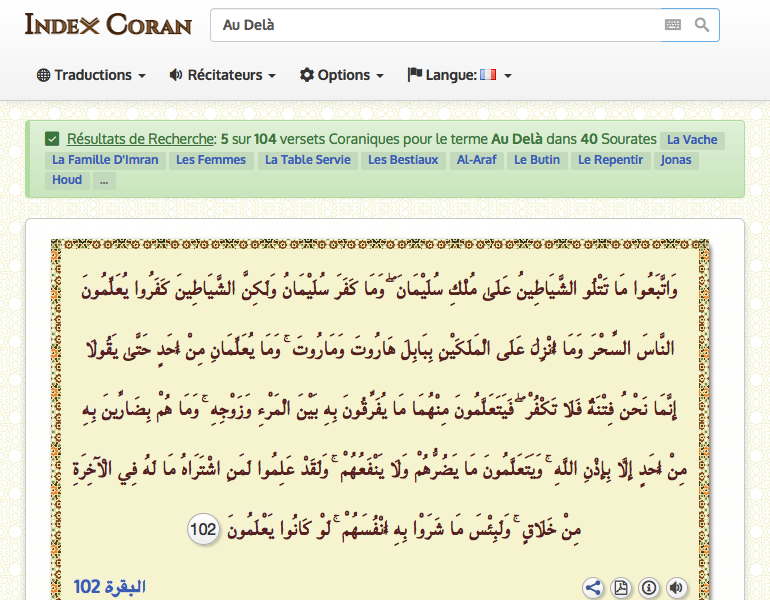 INDEX CORAN
Au Delà
Traductions Récitateurs Options Langue:
Résultats de Recherche: 5 sur 104 versets Coraniques pour le terme Au Delà dans 40 Sourates La Vache
La Famille D'Imran Les Femmes La Table Servie Les Bestiaux Al-Araf Le Butin Le Repentir Jonas
Houd ...
وَاتَّبَعُوا مَا تَتْلُو الشَّيَاطِينُ عَلَىٰ مُلْكِ سُلَيْمَانَ ۖ وَمَا كَفَرَ سُلَيْمَانُ وَلَٰكِنَّ الشَّيَاطِينَ كَفَرُوا يُعَلِّمُونَ
النَّاسَ السِّحْرَ وَمَا أُنْزِلَ عَلَى الْمَلَكَيْنِ بِبَابِلَ هَارُوتَ وَمَارُوتَ ۚ وَمَا يُعَلِّمَانِ مِنْ أَحَدٍ حَتَّىٰ يَقُولَا
إِنَّمَا نَحْنُ فِتْنَةٌ فَلَا تَكْفُرْ ۖ فَيَتَعَلَّمُونَ مِنْهُمَا مَا يُفَرِّقُونَ بِهِ بَيْنَ الْمَرْءِ وَزَوْجِهِ ۚ وَمَا هُمْ بِضَارِّينَ بِهِ
مِنْ أَحَدٍ إِلَّا بِإِذْنِ اللَّهِ ۚ وَيَتَعَلَّمُونَ مَا يَضُرُّهُمْ وَلَا يَنْفَعُهُمْ ۚ وَلَقَدْ عَلِمُوا لَمَنِ اشْتَرَاهُ مَا لَهُ فِي الْآخِرَةِ
مِنْ خَلَاقٍ ۚ وَلَبِئْسَ مَا شَرَوْا بِهِ أَنْفُسَهُمْ ۚ لَوْ كَانُوا يَعْلَمُونَ 102
البقرة 102